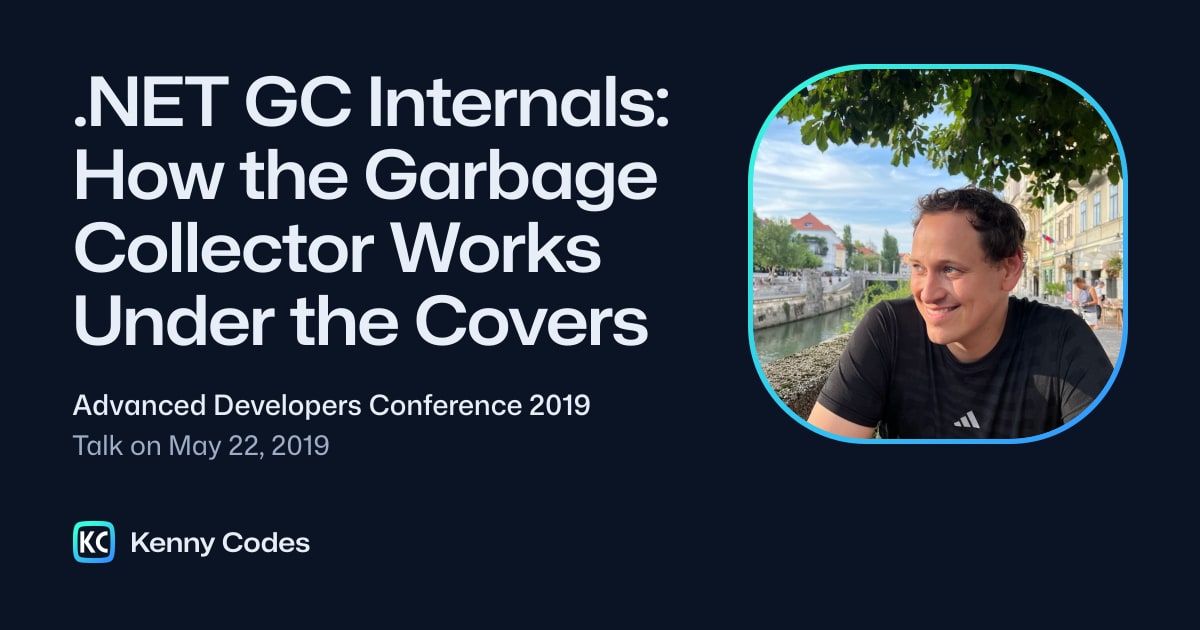 .NET GC Internals:
How the Garbage
Collector Works
Under the Covers
Advanced Developers Conference 2019
Talk on May 22, 2019
KC Kenny Codes